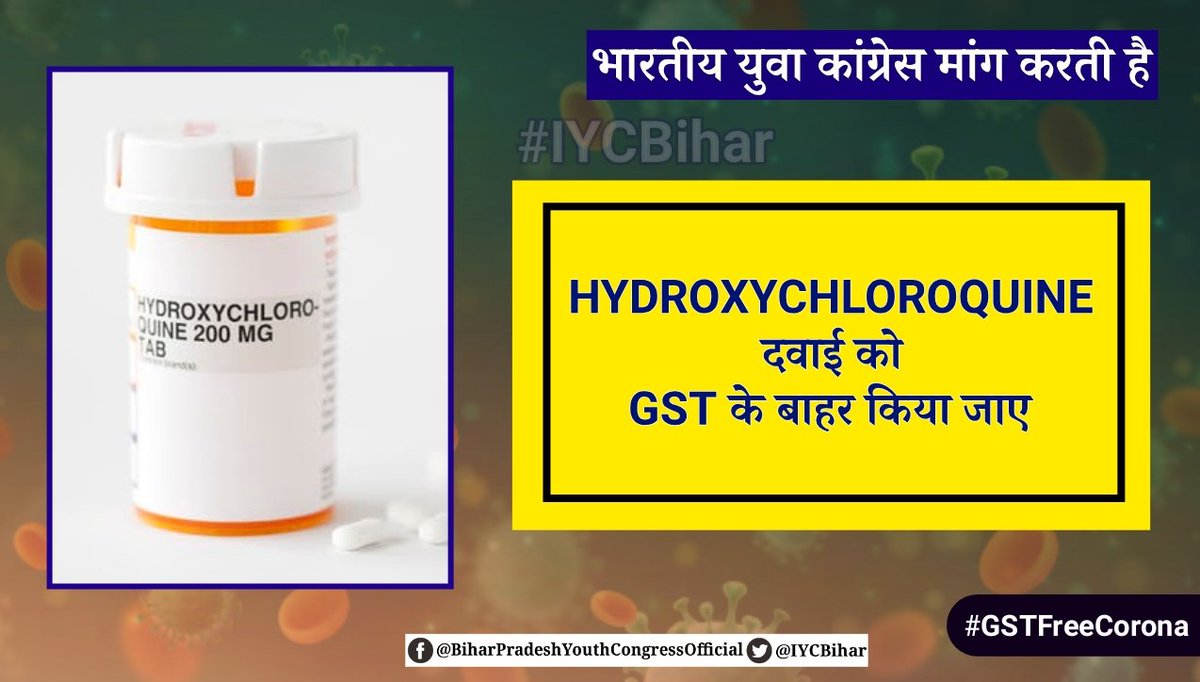 भारतीय युवा कांग्रेस मांग करती है
#IYCBihar
HYDROXYCHLORO-
QUINE 200 MG
TAB
HYDROXYCHLOROQUINE
दवाई को
GST के बाहर किया जाए
#GSTFreeCorona
@BiharPradeshYouthCongressOfficial @IYCBihar